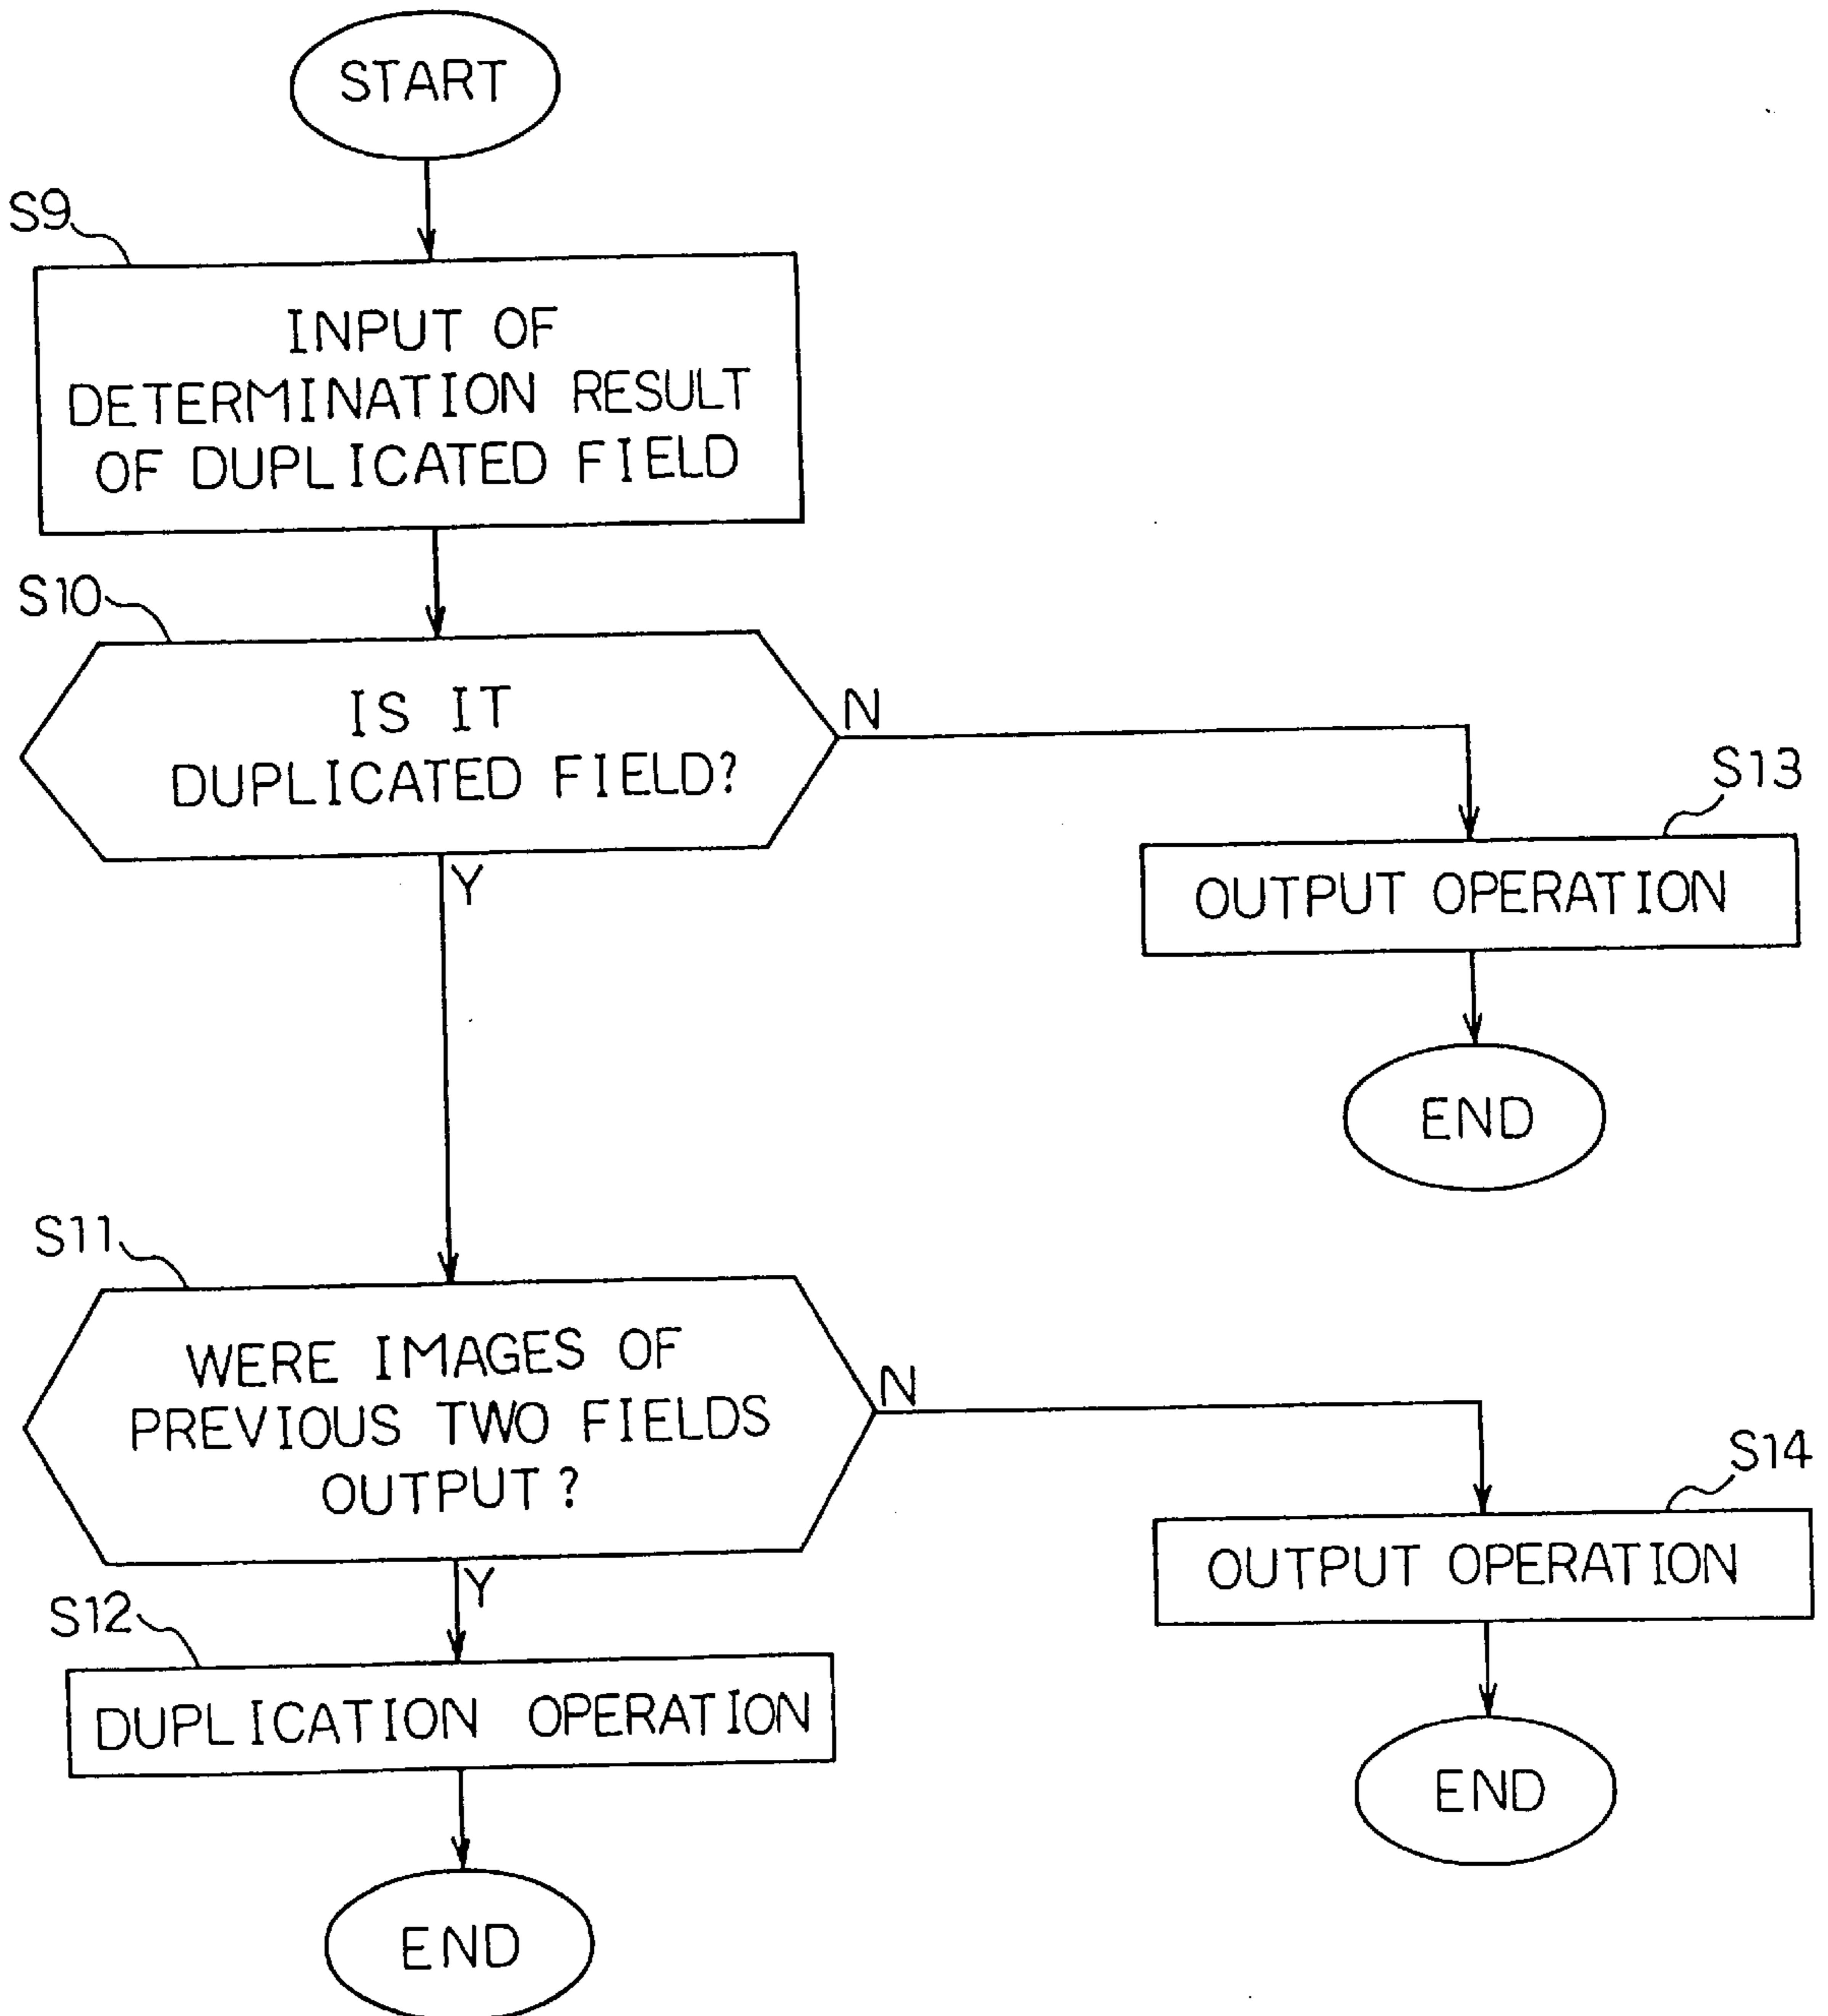 START
S9
INPUT OF
DETERMINATION RESULT
OF DUPLICATED FIELD
S10
IS IT
DUPLICATED FIELD?
N
Y
S13
OUTPUT OPERATION
END
S11
WERE IMAGES OF
PREVIOUS TWO FIELDS
OUTPUT?
N
Y
S14
OUTPUT OPERATION
END
S12
DUPLICATION OPERATION
END